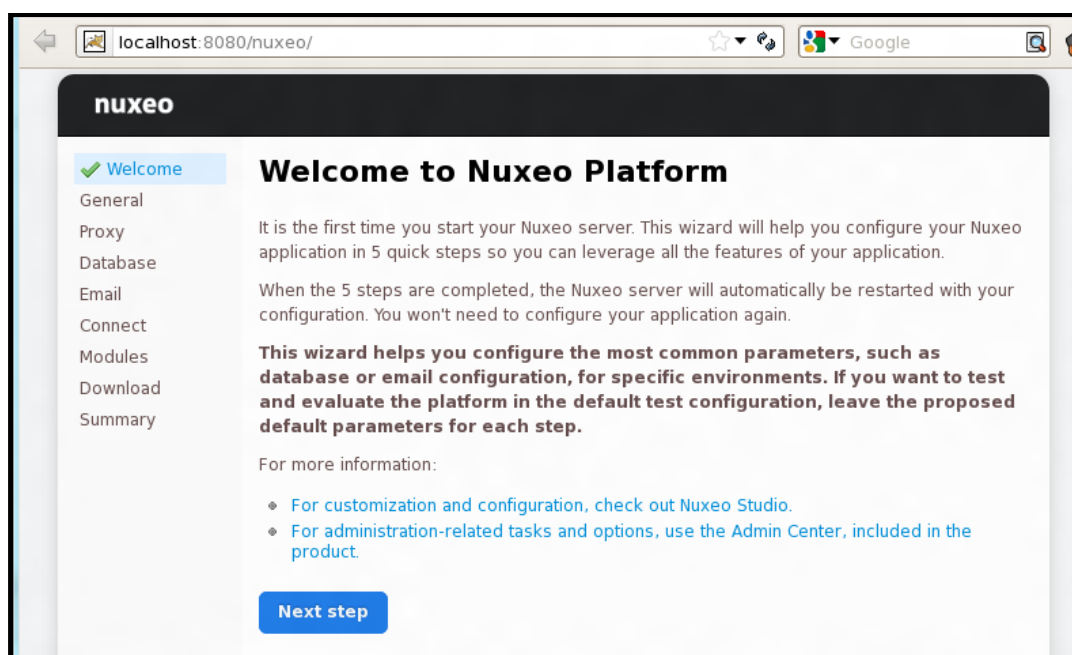 localhost:8080/nuxeo/
Google
nuxeo
Welcome
General
Proxy
Database
Email
Connect
Modules
Download
Summary
Welcome to Nuxeo Platform
It is the first time you start your Nuxeo server. This wizard will help you configure your Nuxeo
application in 5 quick steps so you can leverage all the features of your application.
When the 5 steps are completed, the Nuxeo server will automatically be restarted with your
configuration. You won't need to configure your application again.
This wizard helps you configure the most common parameters, such as
database or email configuration, for specific environments. If you want to test
and evaluate the platform in the default test configuration, leave the proposed
default parameters for each step.
For more information:
For customization and configuration, check out Nuxeo Studio.
For administration-related tasks and options, use the Admin Center, included in the
product.
Next step